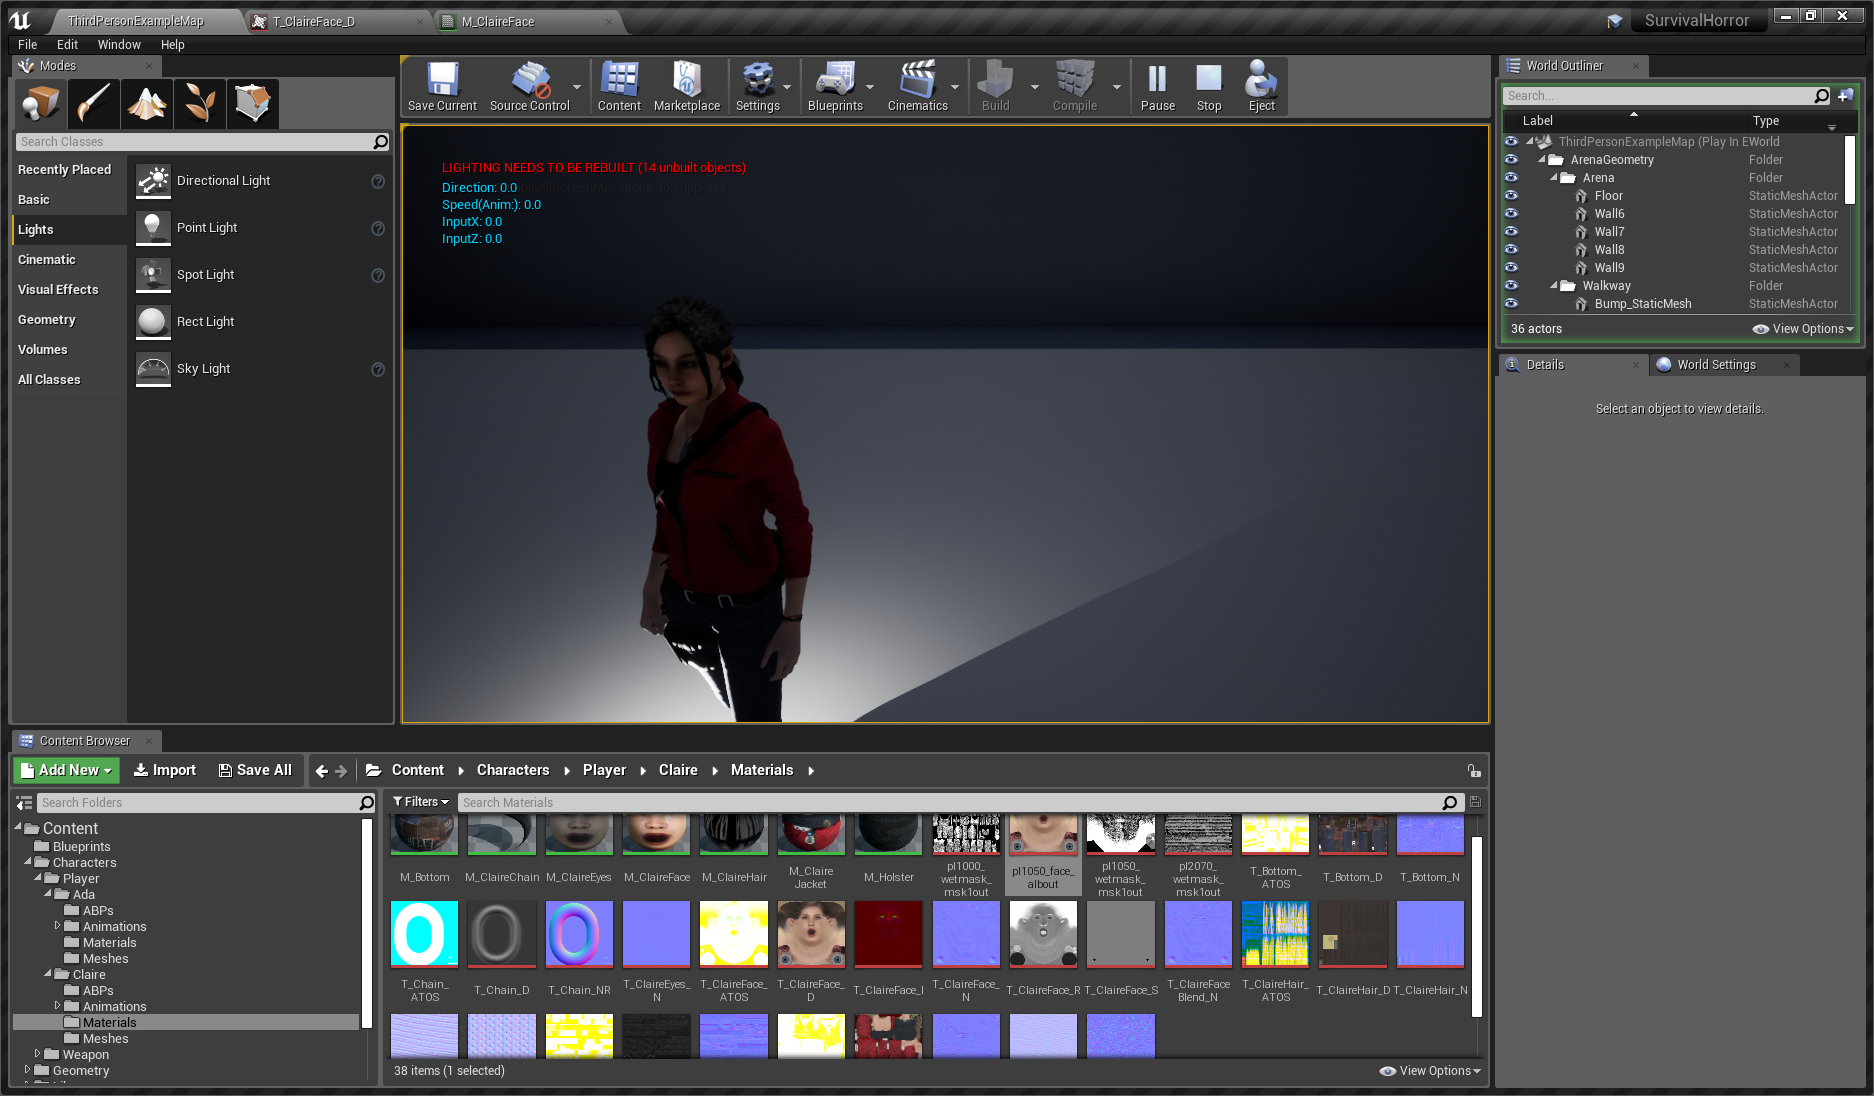 ThirdPersonExampleMap
T_ClaireFace_D
M_ClaireFace
SurvivalHorror
File Edit Window Help
Modes
Search Classes
Recently Placed
Basic
Lights
Cinematic
Visual Effects
Geometry
Volumes
All Classes
Directional Light
Point Light
Spot Light
Rect Light
Sky Light
Save Current
Source Control
Content
Marketplace
Settings
Blueprints
Cinematics
Build
Compile
Pause
Stop
Eject
LIGHTING NEEDS TO BE REBUILT (14 unbuilt objects)
Direction: 0.0
Speed(Anim:): 0.0
InputX: 0.0
InputZ: 0.0
World Outliner
Search...
Label Type
ThirdPersonExampleMap (Play In E World
ArenaGeometry Folder
Arena Folder
Floor StaticMeshActor
Wall6 StaticMeshActor
Wall7 StaticMeshActor
Wall8 StaticMeshActor
Wall9 StaticMeshActor
Walkway Folder
Bump_StaticMesh StaticMeshActor
36 actors View Options
Details
World Settings
Select an object to view details.
Content Browser
Add New Import Save All
Content Characters Player Claire Materials
Search Folders
Content
Blueprints
Characters
Player
Ada
ABPs
Animations
Materials
Meshes
Claire
ABPs
Animations
Materials
Meshes
Weapon
Geometry
Filters
Search Materials
M_Bottom
M_ClaireChain
M_ClaireEyes
M_ClaireFace
M_ClaireHair
M_Claire
Jacket
M_Holster
pl1000_
wetmask_
msk1out
pl1050_face_
albout
pl1050_
wetmask_
msk1out
pl2070_
wetmask_
msk1out
T_Bottom_
ATOS
T_Bottom_D
T_Bottom_N
T_Chain_
ATOS
T_Chain_D
T_Chain_NR
T_ClaireEyes_
N
T_ClaireFace_
ATOS
T_ClaireFace_
D
T_ClaireFace_I
T_ClaireFace_
N
T_ClaireFace_R
T_ClaireFace_S
T_ClaireFace
Blend_N
T_ClaireHair_
ATOS
T_ClaireHair_D
T_ClaireHair_N
38 items (1 selected)
View Options